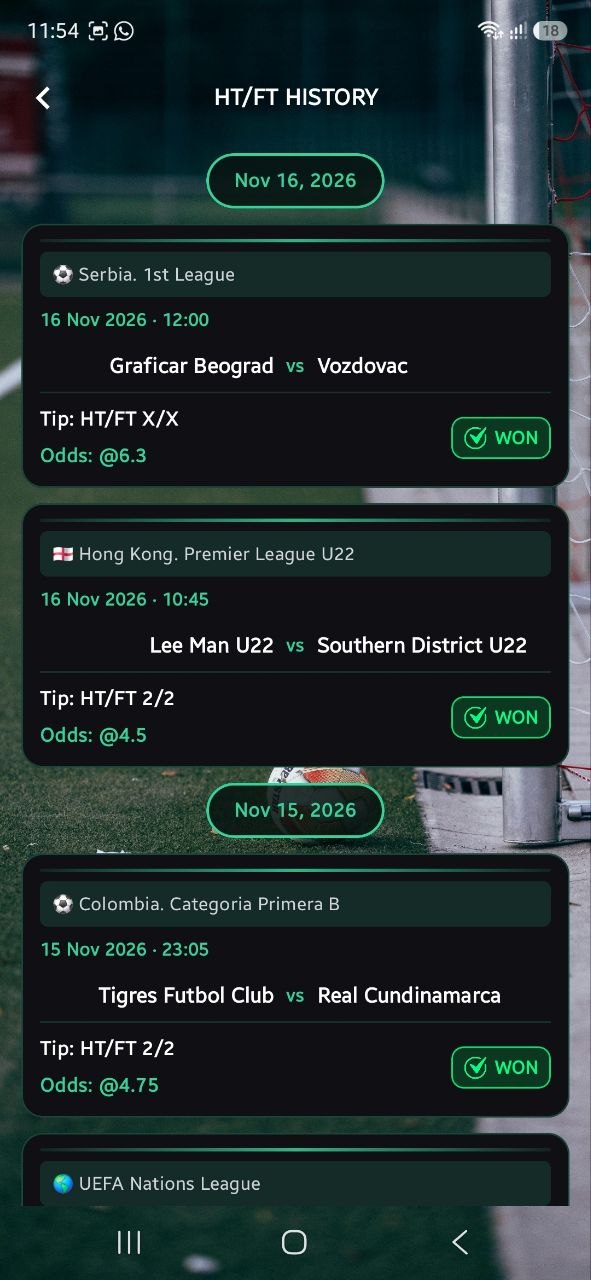 11:54
18
HT/FT HISTORY
Nov 16, 2026
Serbia. 1st League
16 Nov 2026 · 12:00
Graficar Beograd vs Vozdovac
Tip: HT/FT X/X
Odds: @6.3
WON
Hong Kong. Premier League U22
16 Nov 2026 · 10:45
Lee Man U22 vs Southern District U22
Tip: HT/FT 2/2
Odds: @4.5
WON
Nov 15, 2026
Colombia. Categoria Primera B
15 Nov 2026 · 23:05
Tigres Futbol Club vs Real Cundinamarca
Tip: HT/FT 2/2
Odds: @4.75
WON
UEFA Nations League